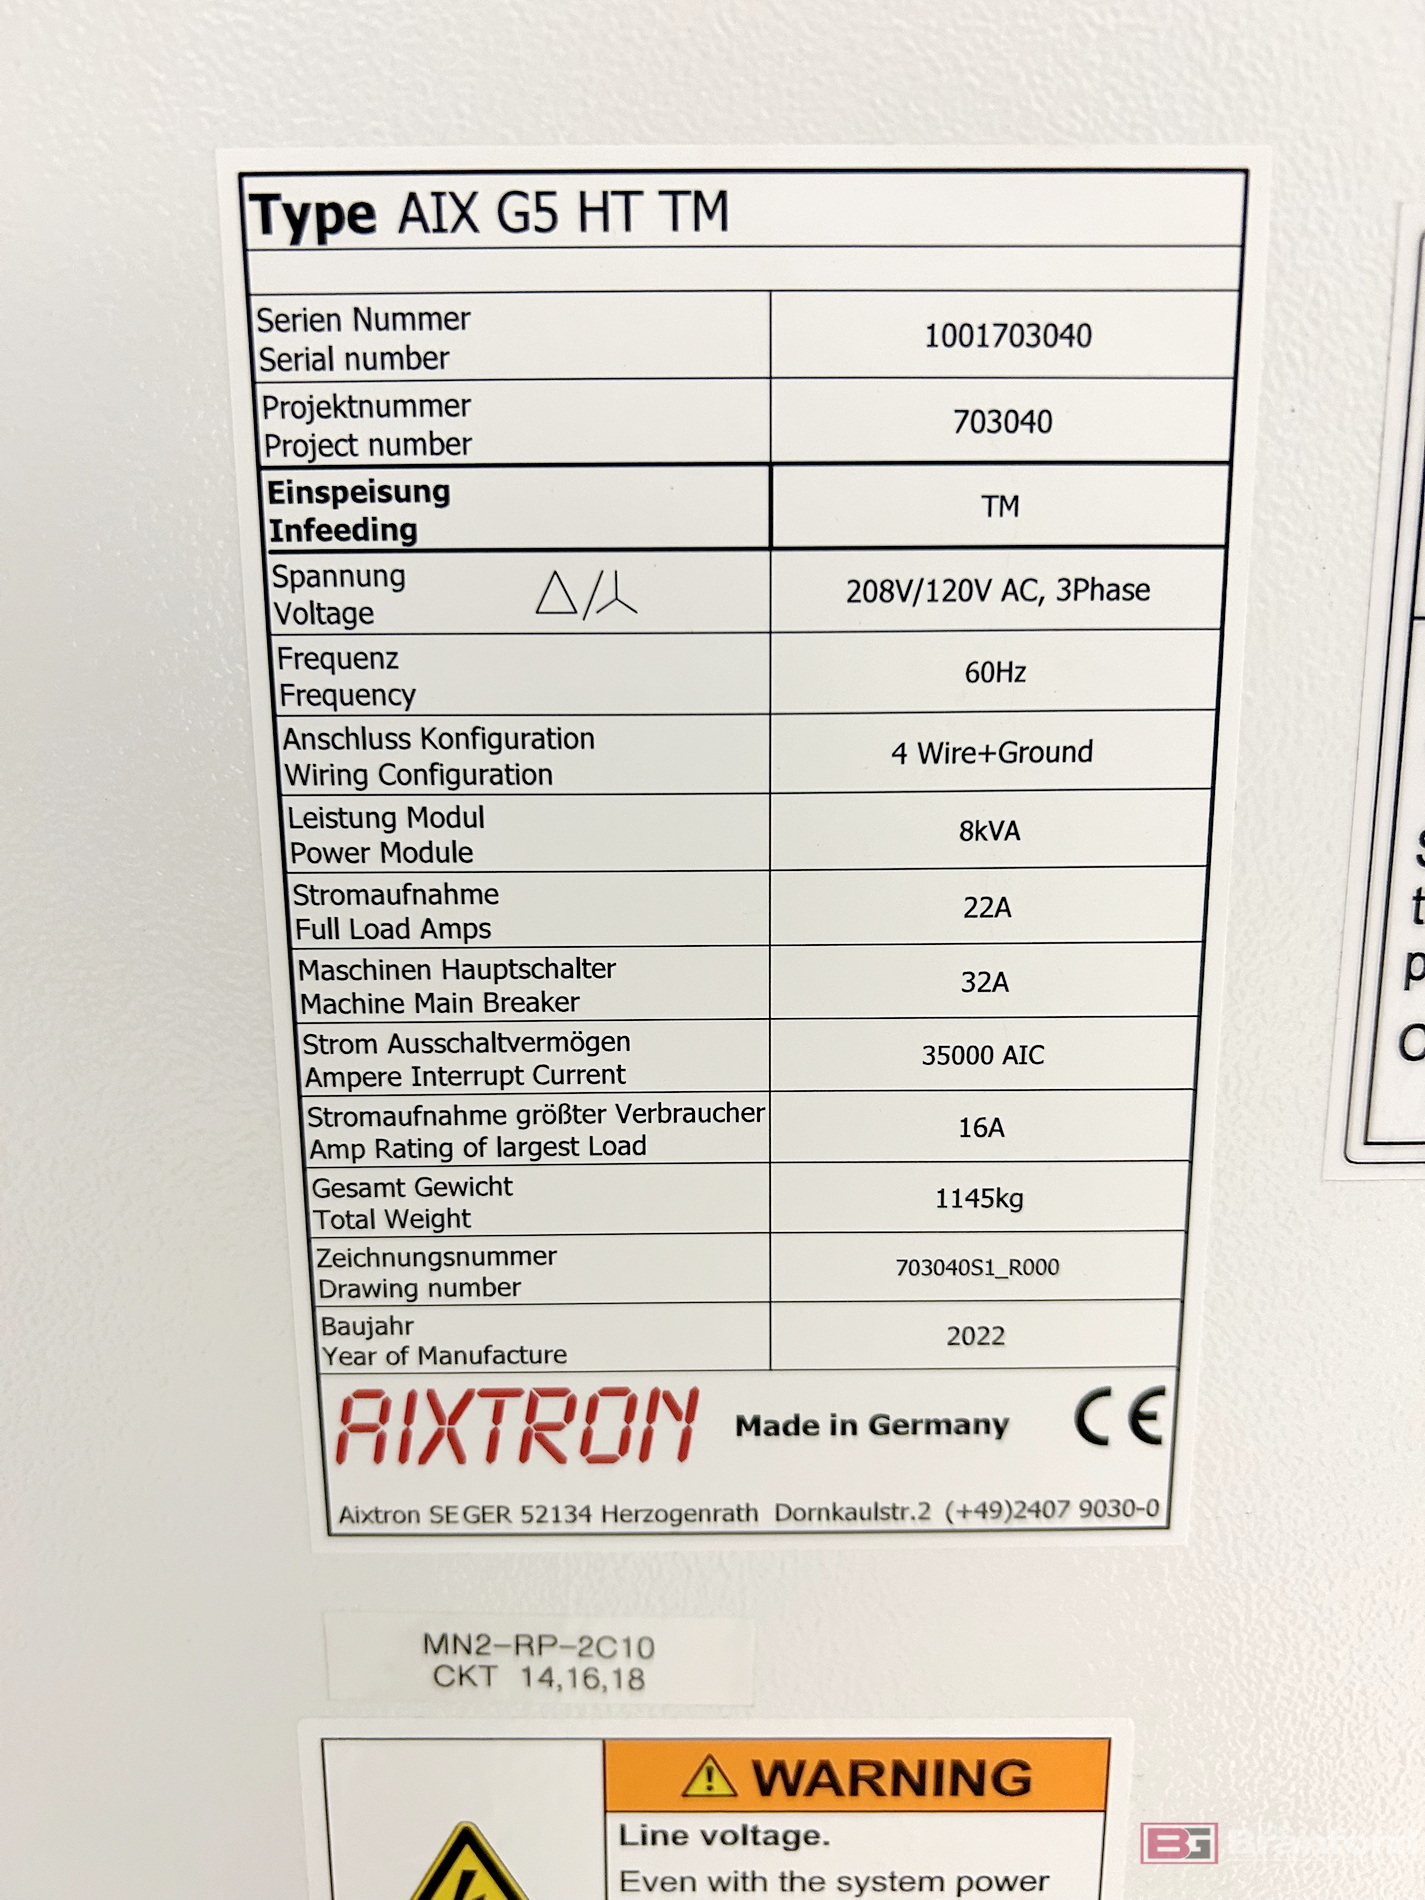 Type AIX G5 HT TM
Serien Nummer
Serial number
1001703040
Projektnummer
Project number
703040
Einspeisung
Infeeding
TM
Spannung
Voltage
208V/120V AC, 3Phase
Frequenz
Frequency
60Hz
Anschluss Konfiguration
Wiring Configuration
4 Wire+Ground
Leistung Modul
Power Module
8kVA
Stromaufnahme
Full Load Amps
22A
Maschinen Hauptschalter
Machine Main Breaker
32A
Strom Ausschaltvermögen
Ampere Interrupt Current
35000 AIC
Stromaufnahme größter Verbraucher
Amp Rating of largest Load
16A
Gesamt Gewicht
Total Weight
1145kg
Zeichnungsnummer
Drawing number
703040S1_R000
Baujahr
Year of Manufacture
2022
AIXTRON Made in Germany CE
Aixtron SE GER 52134 Herzogenrath Dornkaulstr.2 (+49)2407 9030-0
MN2-RP-2C10
CKT 14,16,18
WARNING
Line voltage.
Even with the system power
BG